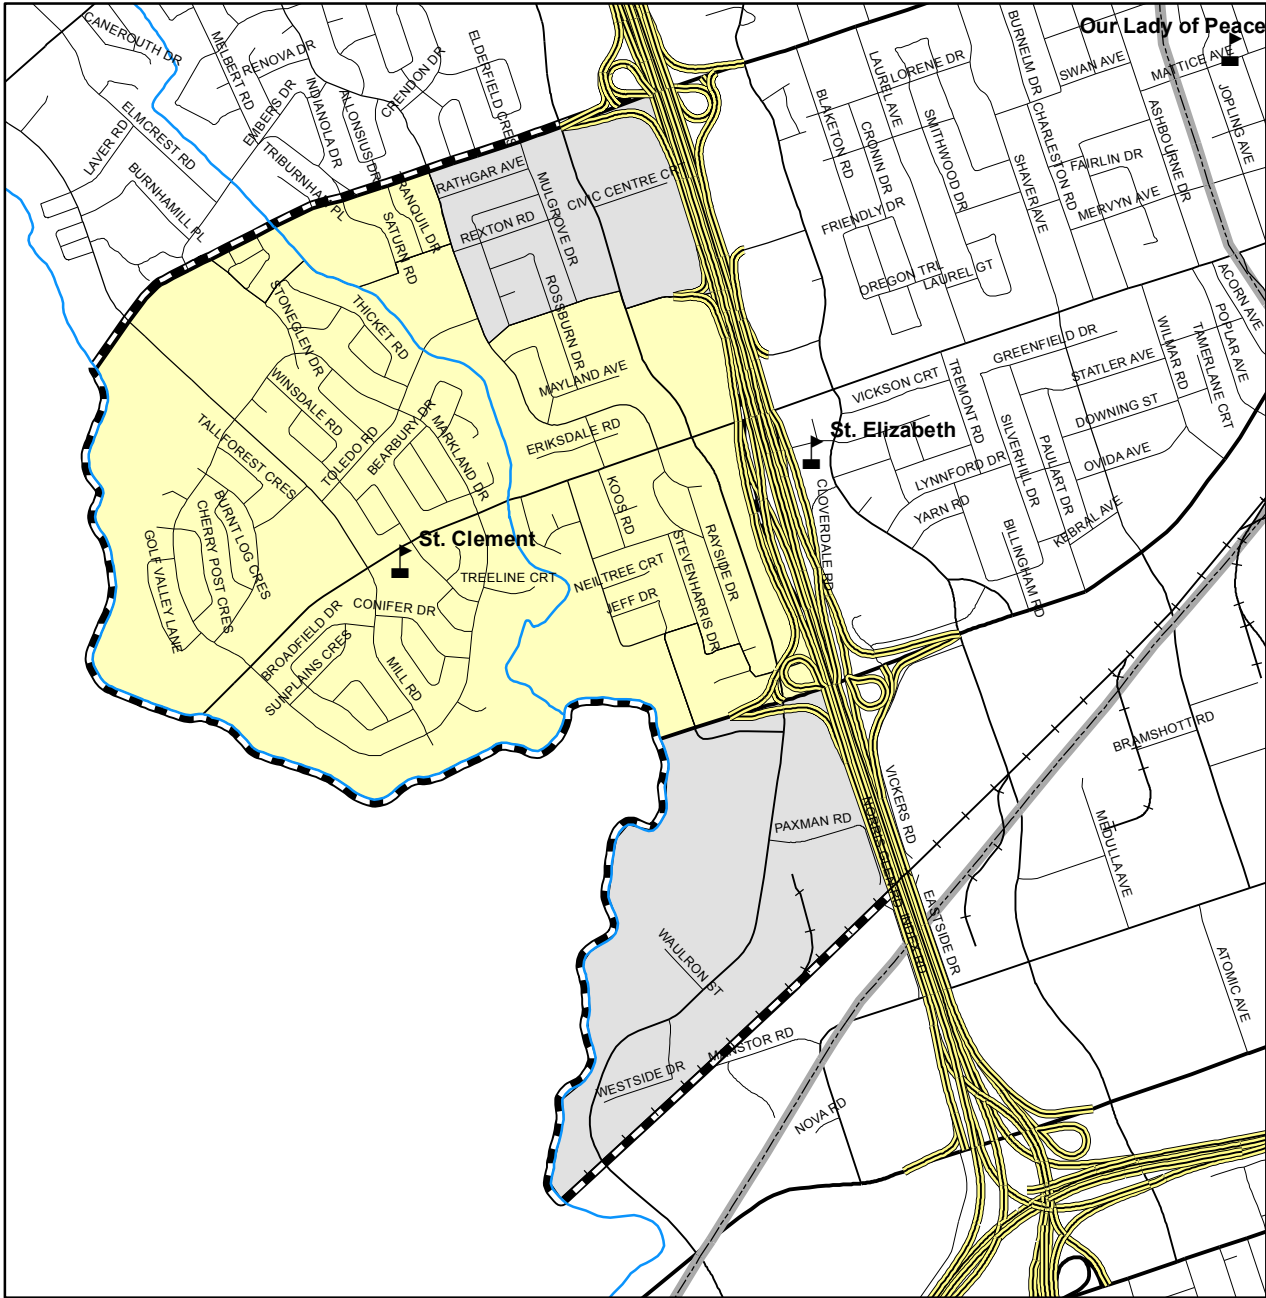 Our Lady of Peace
CANEROUTH DR
MELBERT RD
RENOVA DR
ELDERFIELD CRES
CRENDON DR
EMBERS DR
INDIANOLA DR
ALLONSIUS DR
ELMCREST RD
LAVER RD
BURNHAMILL PL
TRIBURNHAM PL
TRANQUIL DR
SATURN RD
RATHGAR AVE
REXTON RD
MULGROVE DR
CIVIC CENTRE CRT
ROSSBURN DR
MAYLAND AVE
ERIKSDALE RD
BURNELM DR
SWAN AVE
MATTICE AVE
LORENE DR
LAUREL AVE
BLAKETON RD
CRONIN DR
SMITHWOOD DR
CHARLESTON RD
SHAVER AVE
ASHBOURNE DR
JOPLING AVE
FAIRLIN DR
MERVYN AVE
FRIENDLY DR
OREGON TRL
LAUREL GT
ACORN AVE
POPLAR AVE
TAMERLANE CRT
WILMAR RD
GREENFIELD DR
STATLER AVE
VICKSON CRT
TREMONT RD
DOWNING ST
SILVERHILL DR
PAULART DR
OVIDA AVE
LYNNFORD DR
YARN RD
KEBRAL AVE
BILLINGHAM RD
St. Elizabeth
CLOVERDALE RD
STONEGLEN DR
THICKET RD
WINSDALE RD
TOLEDO RD
BEARBURY DR
MARKLAND DR
TALLFOREST CRES
BURNT LOG CRES
CHERRY POST CRES
GOLF VALLEY LANE
St. Clement
TREELINE CRT
CONIFER DR
BROADFIELD DR
SUNPLAINS CRES
MILL RD
KOOS RD
NEILTREE CRT
JEFF DR
STEVENHARRIS DR
RAYSIDE DR
BRAMSHOTT RD
MEDULLA AVE
VICKERS RD
PAXMAN RD
EASTSIDE DR
ATOMIC AVE
WAULRON ST
WESTSIDE DR
MANSTOR RD
NOVA RD